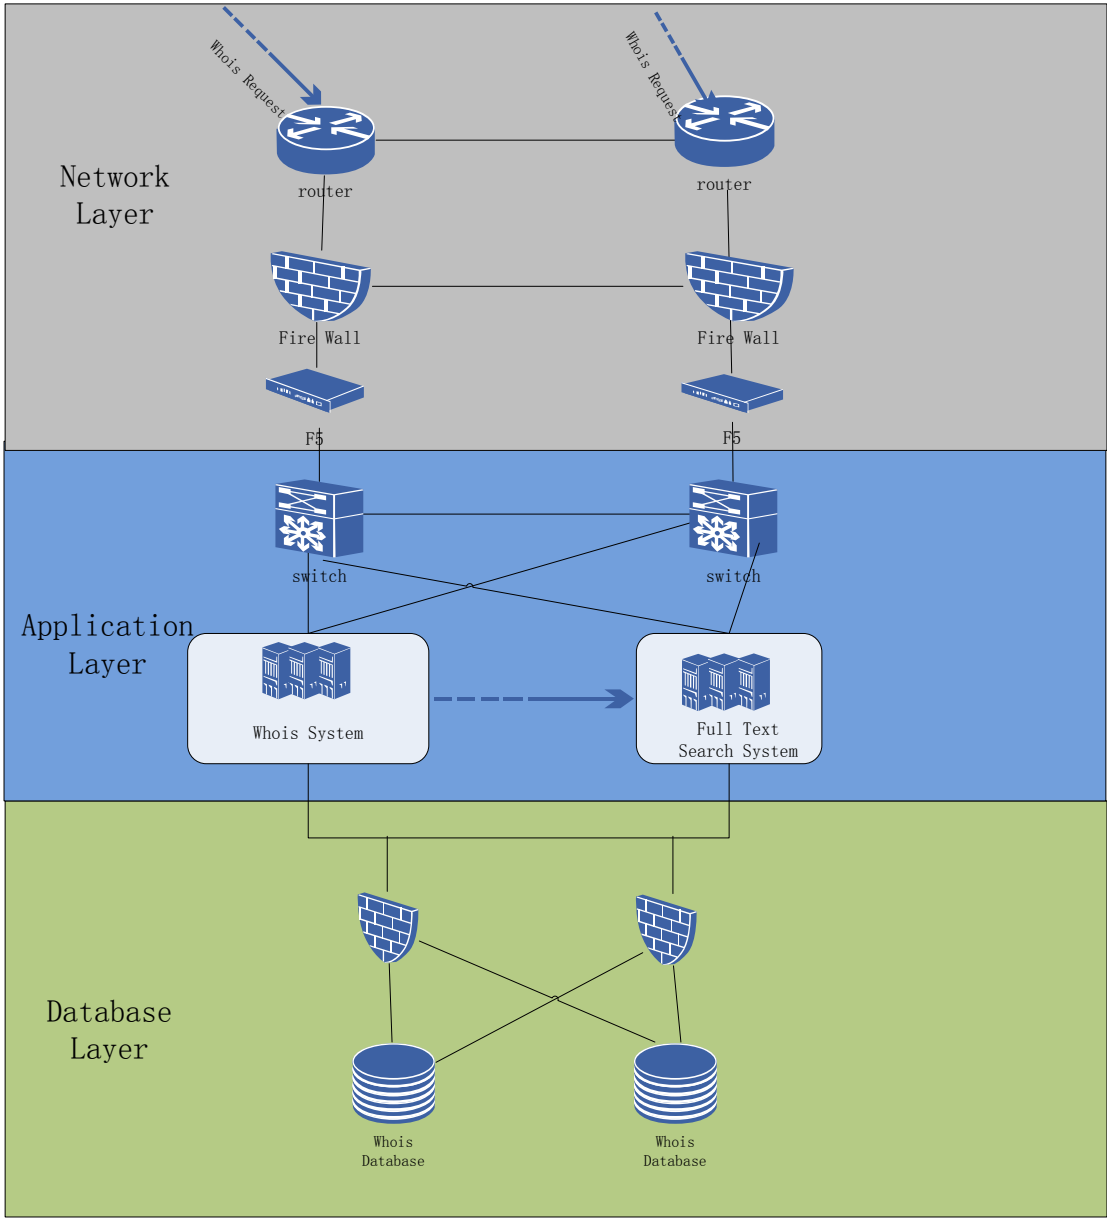 Whois Request
Whois Request
router
router
Network
Layer
Fire Wall
Fire Wall
F5
F5
switch
switch
Application
Layer
Whois System
Full Text
Search System
Database
Layer
Whois
Database
Whois
Database